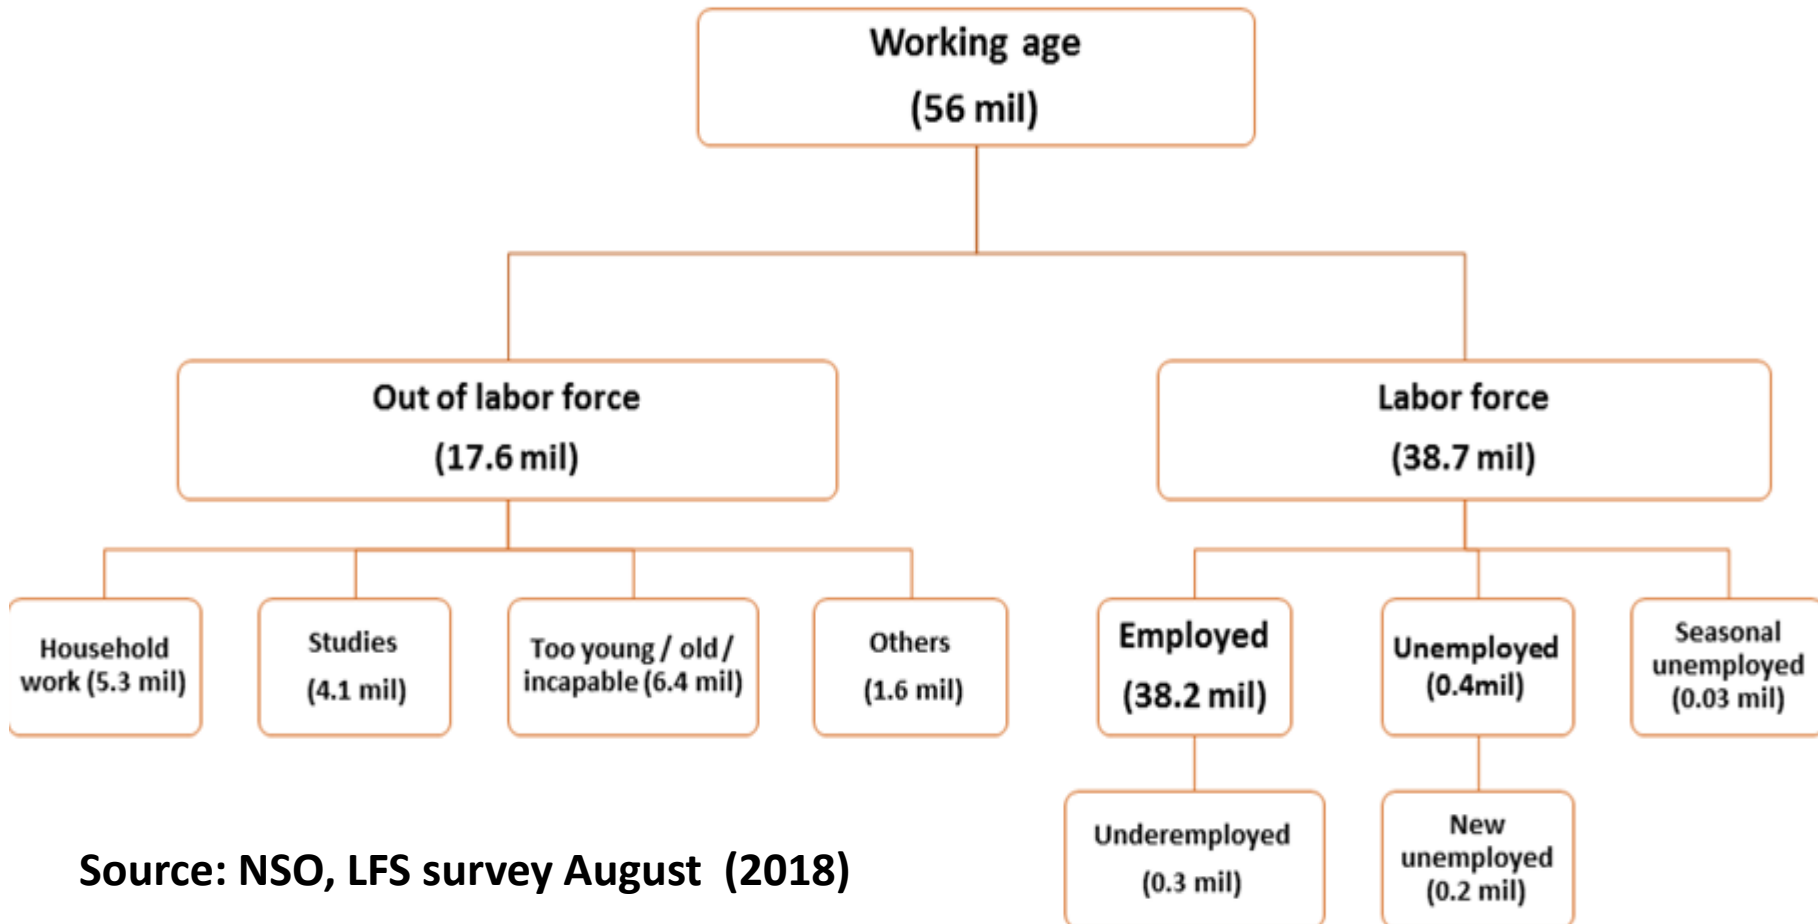 Working age
(56 mil)
Out of labor force
(17.6 mil)
Labor force
(38.7 mil)
Household
work (5.3 mil)
Studies
(4.1 mil)
Too young / old /
incapable (6.4 mil)
Others
(1.6 mil)
Employed
(38.2 mil)
Unemployed
(0.4mil)
Seasonal
unemployed
(0.03 mil)
Underemployed
(0.3 mil)
New
unemployed
(0.2 mil)
Source: NSO, LFS survey August (2018)